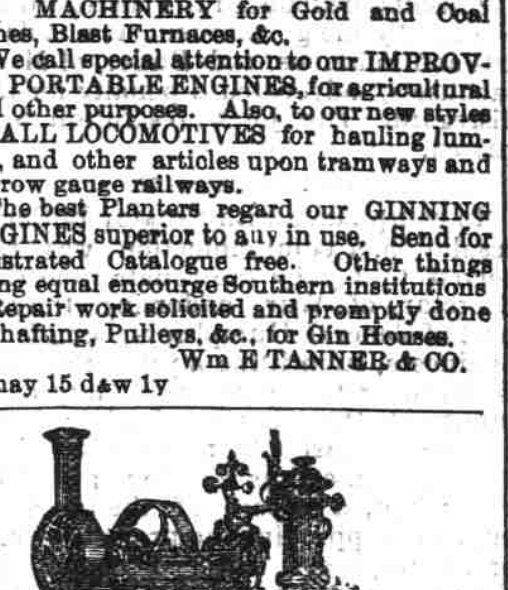 MACHINERY for Gold and Coal
nes, Blast Furnaces, &c.
Ve call special attention to our IMPROV-
PORTABLE ENGINES, for agricultural
l other purposes. Also, to our new styles
ALL LOCOMOTIVES for hauling lum-
, and other articles upon tramways and
row gauge railways.
The best Planters regard our GINNING
GINES superior to any in use. Send for
istrated Catalogue free. Other things
ng equal encourge Southern institutions
Repair work solicited and promptly done
hafting, Pulleys, &c., for Gin Houses.
Wm E TANNER & CO.
nay 15 d&w 1y